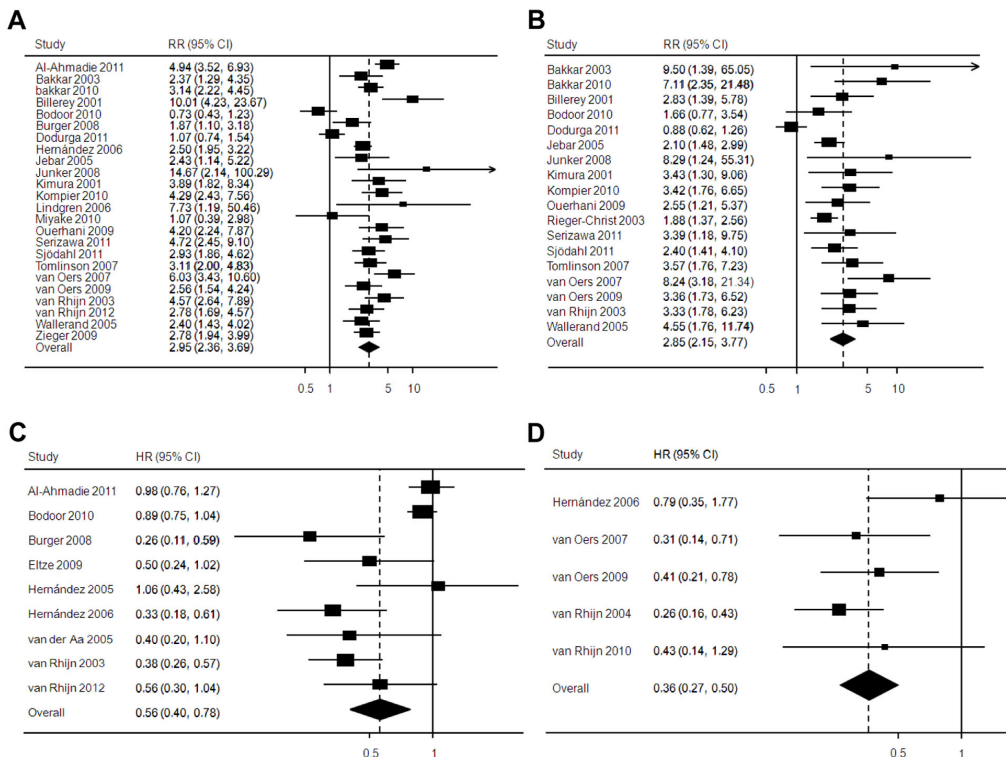 A
Study RR (95% CI)
Al-Ahmadie 2011 4.94 (3.52, 6.93)
Bakkar 2003 2.37 (1.29, 4.35)
bakkar 2010 3.14 (2.22, 4.45)
Billerey 2001 10.01 (4.23, 23.67)
Bodoor 2010 0.73 (0.43, 1.23)
Burger 2008 1.87 (1.10, 3.18)
Dodurga 2011 1.07 (0.74, 1.54)
Hernández 2006 2.50 (1.95, 3.22)
Jebar 2005 2.43 (1.14, 5.22)
Junker 2008 14.67 (2.14, 100.29)
Kimura 2001 3.89 (1.82, 8.34)
Kompier 2010 4.29 (2.43, 7.56)
Lindgren 2006 7.73 (1.19, 50.46)
Miyake 2010 1.07 (0.39, 2.98)
Ouerhani 2009 4.20 (2.24, 7.87)
Serizawa 2011 4.72 (2.45, 9.10)
Sjödahl 2011 2.93 (1.86, 4.62)
Tomlinson 2007 3.11 (2.00, 4.83)
van Oers 2007 6.03 (3.43, 10.60)
van Oers 2009 2.56 (1.54, 4.24)
van Rhijn 2003 4.57 (2.64, 7.89)
van Rhijn 2012 2.78 (1.69, 4.57)
Wallerand 2005 2.40 (1.43, 4.02)
Zieger 2009 2.78 (1.94, 3.99)
Overall 2.95 (2.36, 3.69)
0.5 1 5 10
B
Study RR (95% CI)
Bakkar 2003 9.50 (1.39, 65.05)
Bakkar 2010 7.11 (2.35, 21.48)
Billerey 2001 2.83 (1.39, 5.78)
Bodoor 2010 1.66 (0.77, 3.54)
Dodurga 2011 0.88 (0.62, 1.26)
Jebar 2005 2.10 (1.48, 2.99)
Junker 2008 8.29 (1.24, 55.31)
Kimura 2001 3.43 (1.30, 9.06)
Kompier 2010 3.42 (1.76, 6.65)
Ouerhani 2009 2.55 (1.21, 5.37)
Rieger-Christ 2003 1.88 (1.37, 2.56)
Serizawa 2011 3.39 (1.18, 9.75)
Sjödahl 2011 2.40 (1.41, 4.10)
Tomlinson 2007 3.57 (1.76, 7.23)
van Oers 2007 8.24 (3.18, 21.34)
van Oers 2009 3.36 (1.73, 6.52)
van Rhijn 2003 3.33 (1.78, 6.23)
Wallerand 2005 4.55 (1.76, 11.74)
Overall 2.85 (2.15, 3.77)
0.5 1 5 10
C
Study HR (95% CI)
Al-Ahmadie 2011 0.98 (0.76, 1.27)
Bodoor 2010 0.89 (0.75, 1.04)
Burger 2008 0.26 (0.11, 0.59)
Eltze 2009 0.50 (0.24, 1.02)
Hernández 2005 1.06 (0.43, 2.58)
Hernández 2006 0.33 (0.18, 0.61)
van der Aa 2005 0.40 (0.20, 1.10)
van Rhijn 2003 0.38 (0.26, 0.57)
van Rhijn 2012 0.56 (0.30, 1.04)
Overall 0.56 (0.40, 0.78)
0.5 1
D
Study HR (95% CI)
Hernández 2006 0.79 (0.35, 1.77)
van Oers 2007 0.31 (0.14, 0.71)
van Oers 2009 0.41 (0.21, 0.78)
van Rhijn 2004 0.26 (0.16, 0.43)
van Rhijn 2010 0.43 (0.14, 1.29)
Overall 0.36 (0.27, 0.50)
0.5 1